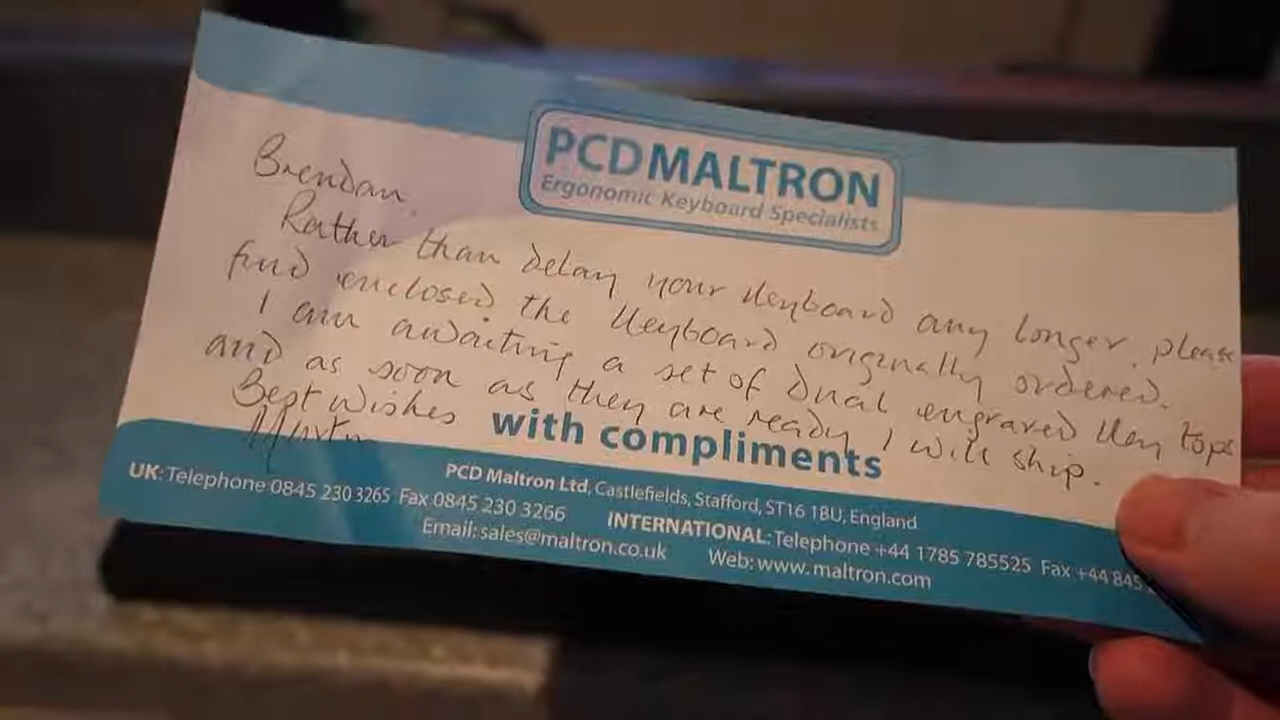 PCDMALTRON
Ergonomic Keyboard Specialists
Brendan
Rather than delay your keyboard any longer, please
find enclosed the keyboard originally ordered.
I am awaiting a set of dual engraved key tops
and as soon as they are ready I will ship.
Best Wishes
with compliments
PCD Maltron Ltd, Castlefields, Stafford, ST16 1BU, England
UK: Telephone 0845 230 3265 Fax 0845 230 3266 INTERNATIONAL: Telephone +44 1785 785525 Fax +44 845
Email: sales@maltron.co.uk Web: www.maltron.com